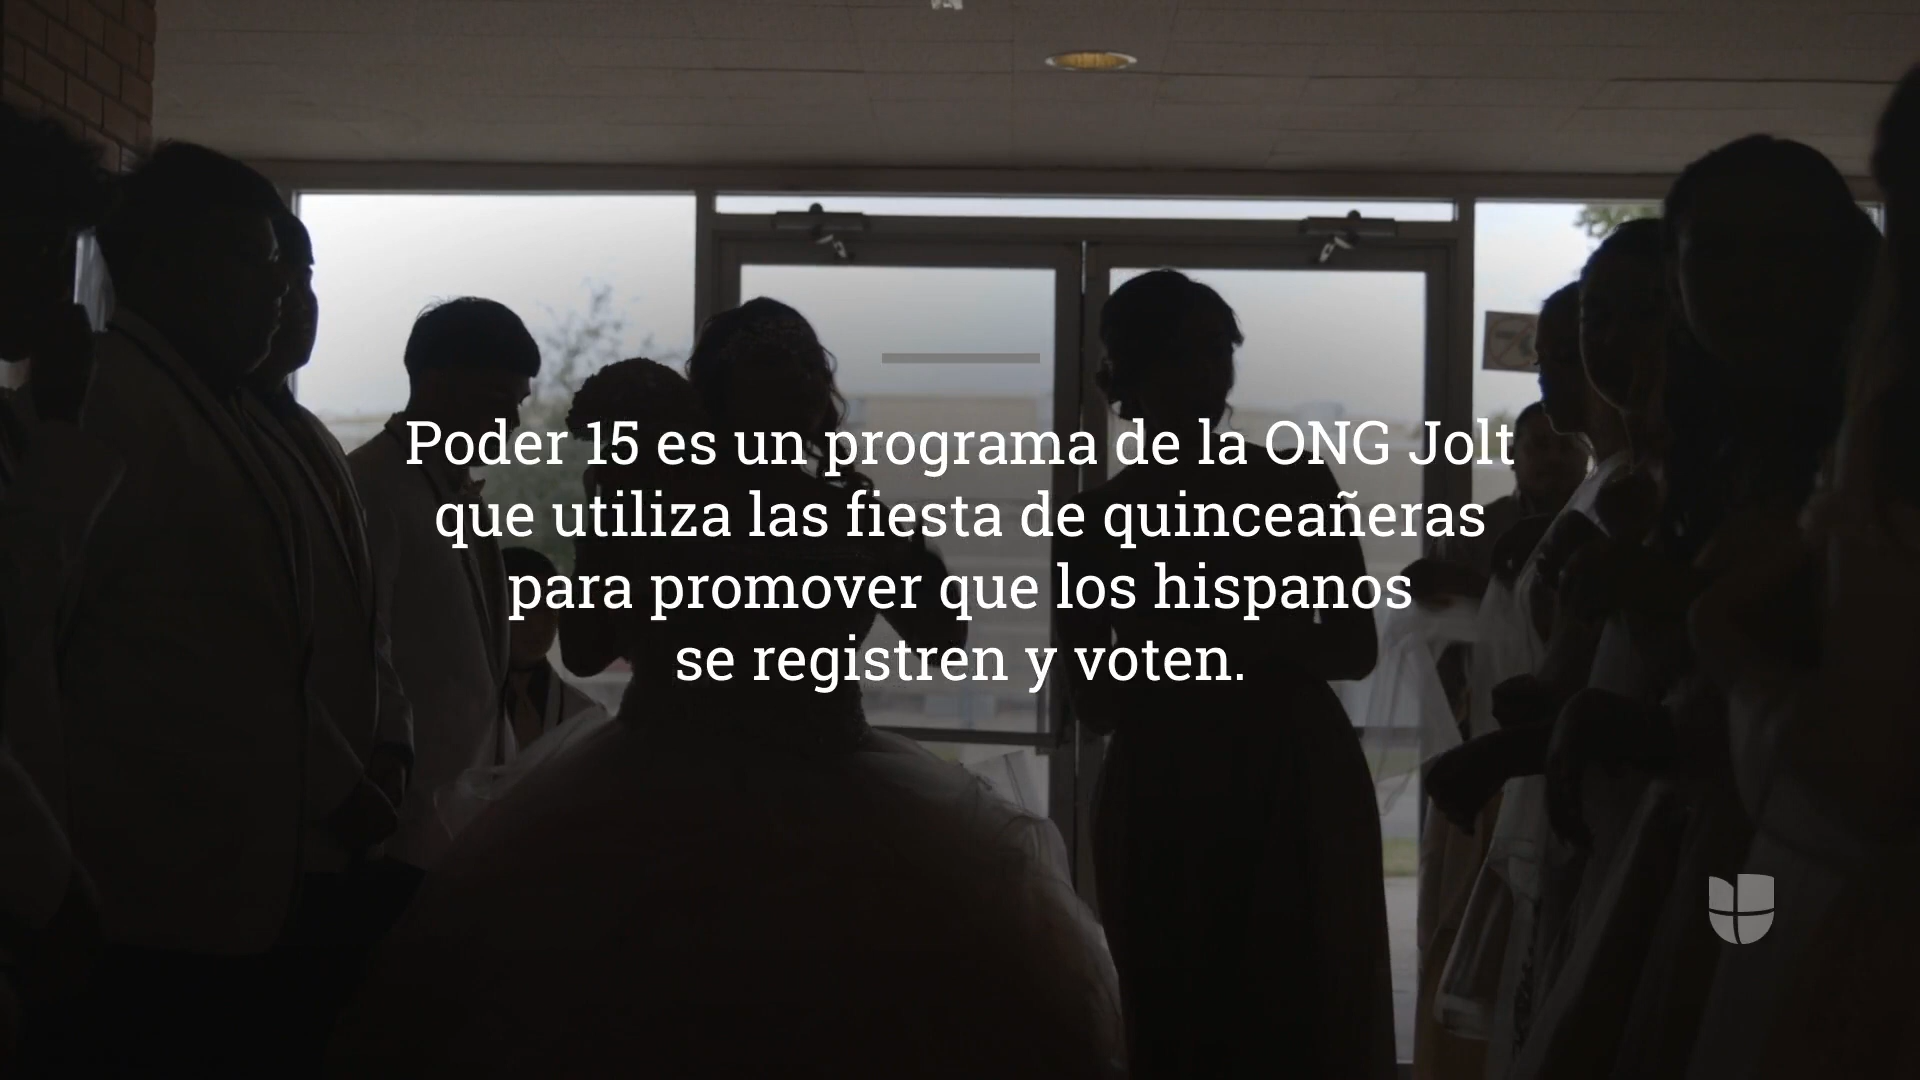 Poder 15 es un programa de la ONG Jolt
que utiliza las fiesta de quinceañeras
para promover que los hispanos
se registren y voten.